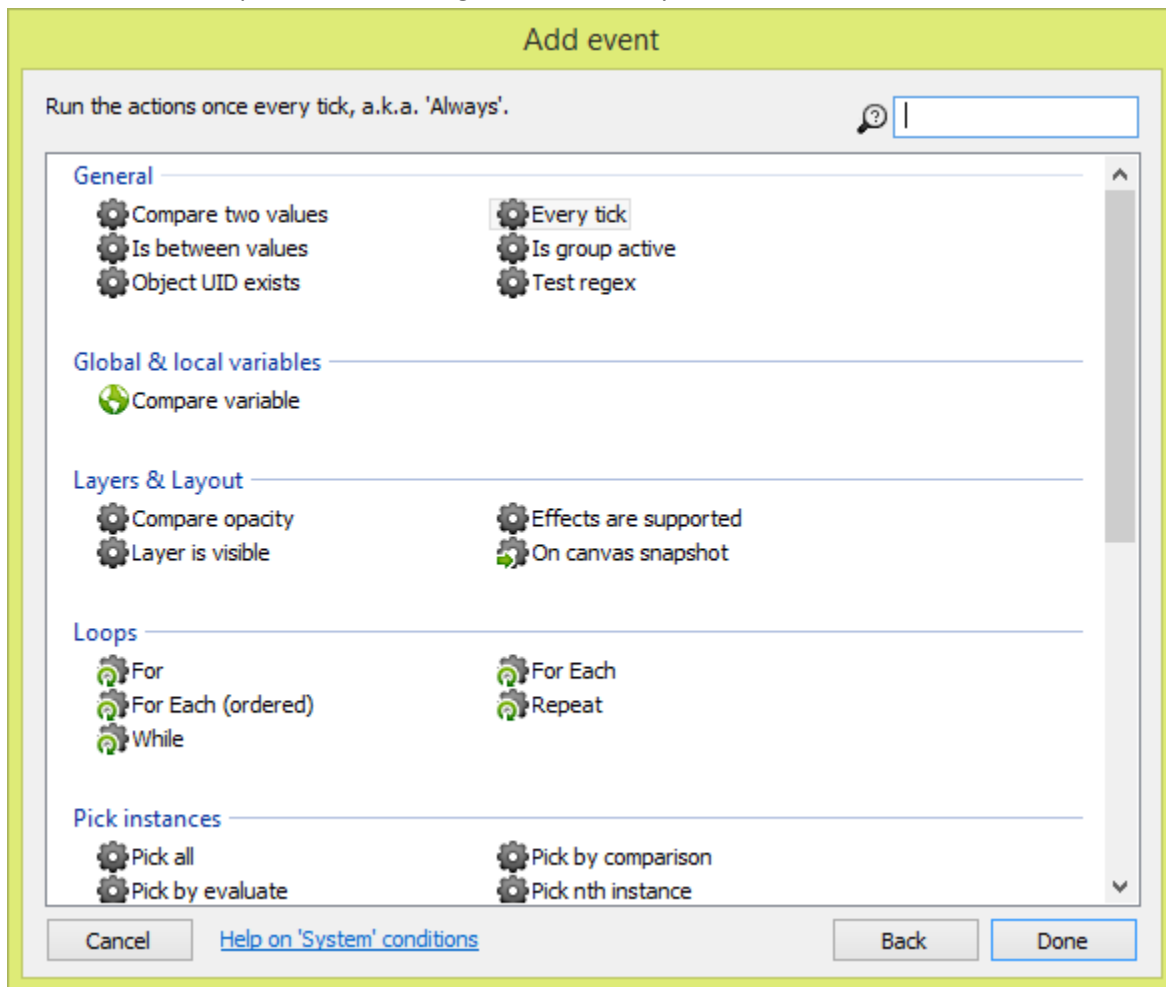 Add event
Run the actions once every tick, a.k.a. 'Always'.
General
Compare two values Every tick
Is between values Is group active
Object UID exists Test regex
Global & local variables
Compare variable
Layers & Layout
Compare opacity Effects are supported
Layer is visible On canvas snapshot
Loops
For For Each
For Each (ordered) Repeat
While
Pick instances
Pick all Pick by comparison
Pick by evaluate Pick nth instance
Cancel Help on 'System' conditions Back Done